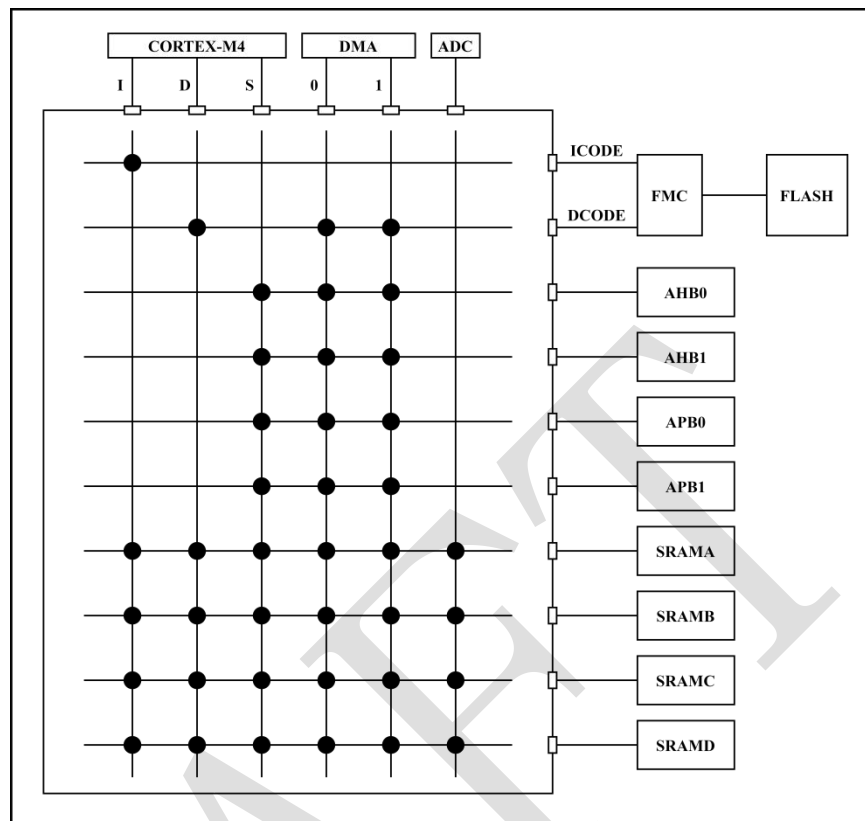 CORTEX-M4 DMA ADC
I D S 0 1
ICODE
FMC FLASH
DCODE
AHB0
AHB1
APB0
APB1
SRAMA
SRAMB
SRAMC
SRAMD